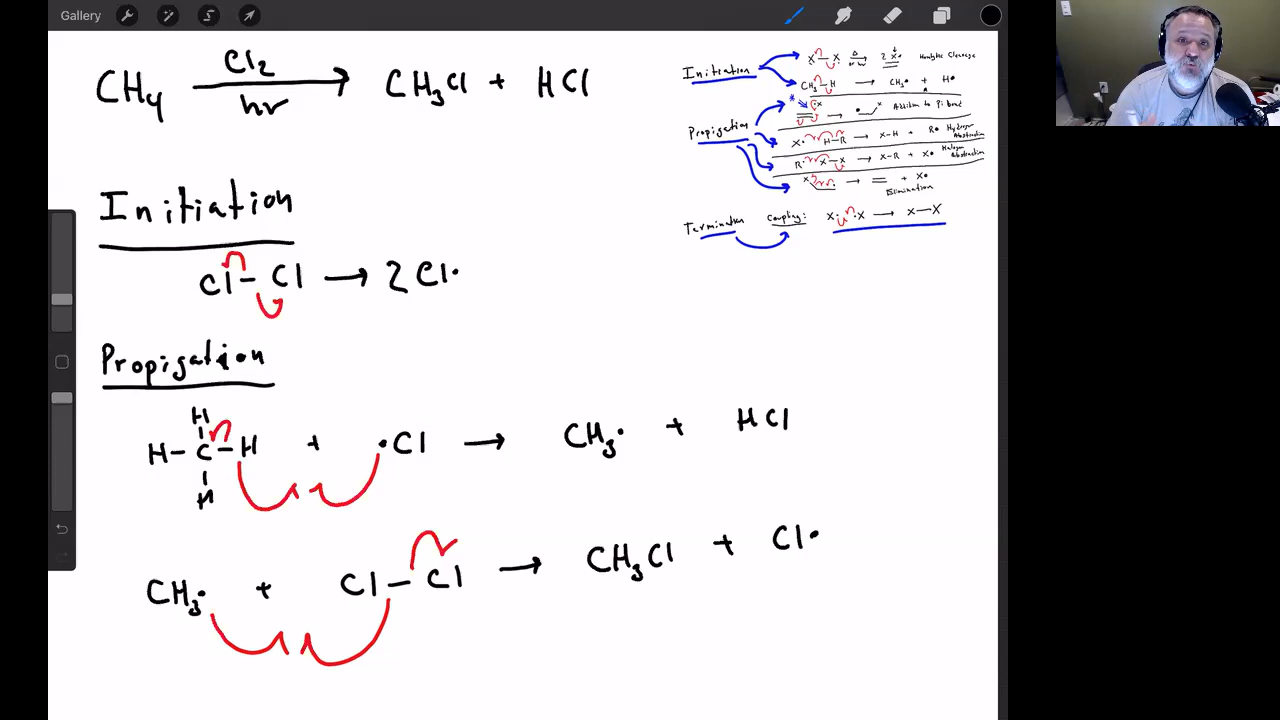 Gallery
CH4 Cl2 hν → CH3Cl + HCl
Initiation
Cl – Cl → 2 Cl•
Propigation
H
H – C – H + •Cl → CH3• + HCl
H
CH3• + Cl – Cl → CH3Cl + Cl•
Initiation
X – X → 2 X• Homolytic Cleavage
CH3 – H → CH3• + H•
Propigation
Addition to Pi bond
X• H – R → X – H + R• Hydrogen Abstraction
R• X – X → X – R + X• Halogen Abstraction
X → = + X•
Elimination
Termination Coupling: X• •X → X – X